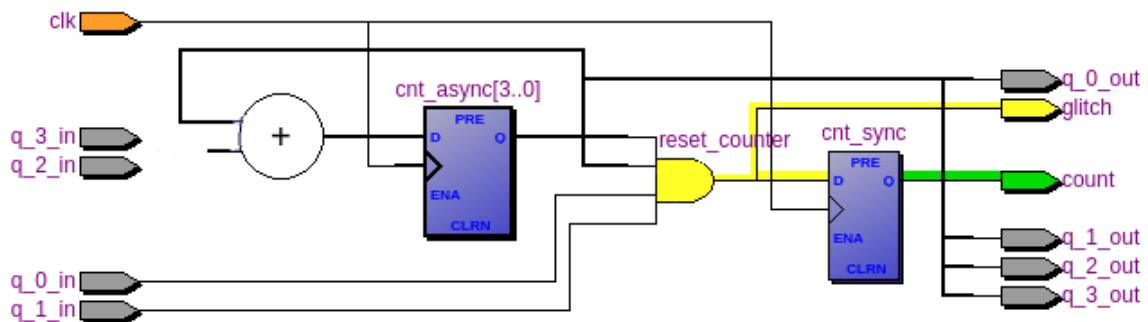 clk
cnt_async[3..0]
q_0_out
PRE
glitch
q_3_in
+
D
Q
reset_counter
cnt_sync
q_2_in
PRE
D
Q
count
ENA
CLRN
q_1_out
ENA
q_0_in
CLRN
q_2_out
q_1_in
q_3_out